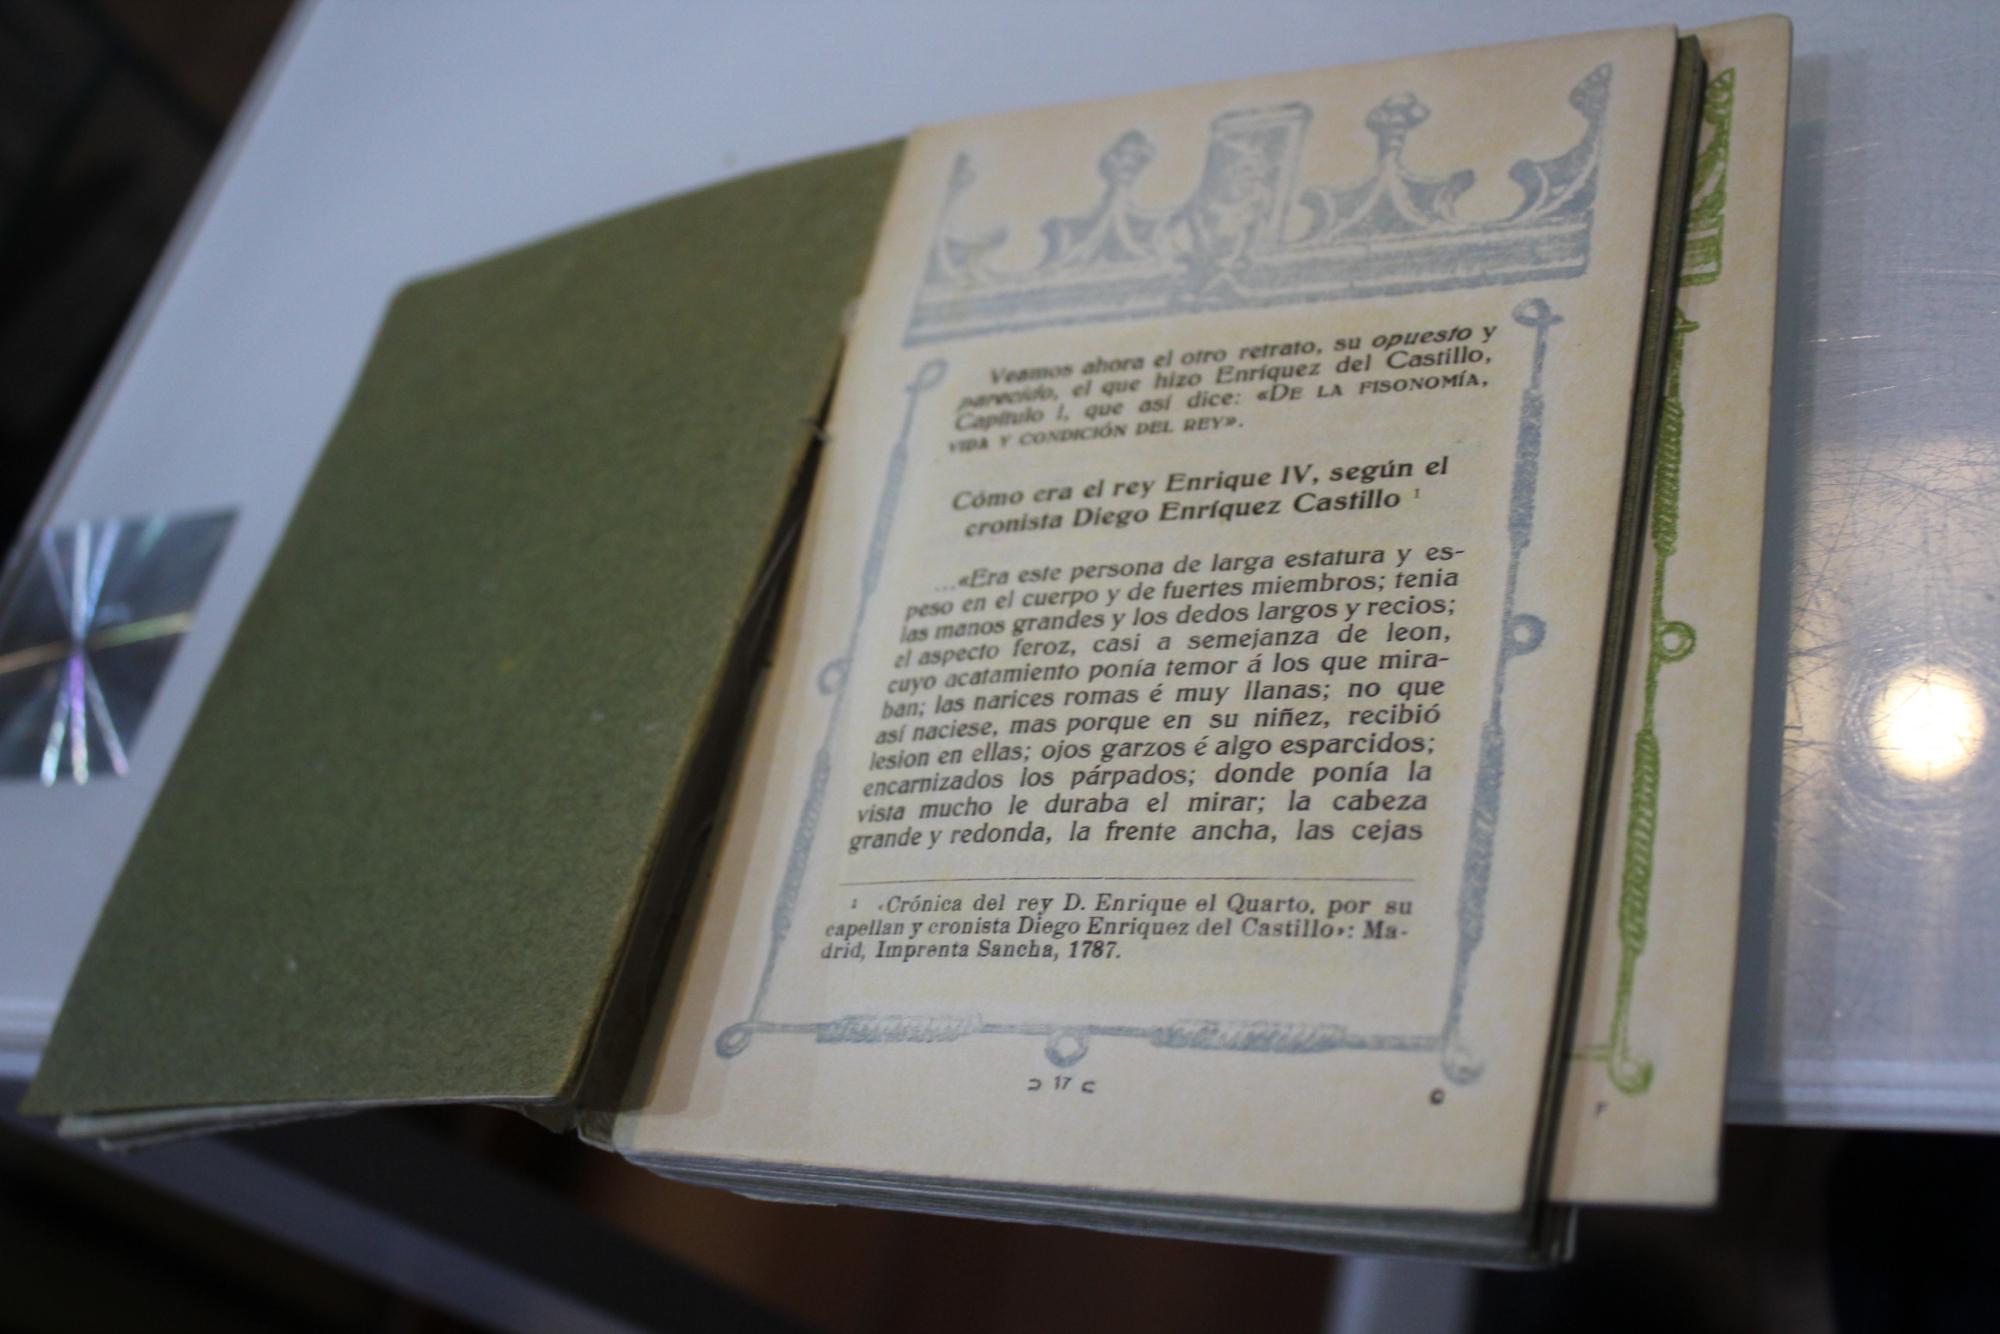 Veamos ahora el otro retrato, su opuesto y
parecido, el que hizo Enríquez del Castillo,
Capítulo I, que así dice: «DE LA FISONOMÍA,
VIDA Y CONDICIÓN DEL REY».
Cómo era el rey Enrique IV, según el
cronista Diego Enríquez Castillo 1
...«Era este persona de larga estatura y es-
peso en el cuerpo y de fuertes miembros; tenia
las manos grandes y los dedos largos y recios;
el aspecto feroz, casi a semejanza de leon,
cuyo acatamiento ponía temor á los que mira-
ban; las narices romas é muy llanas; no que
así naciese, mas porque en su niñez, recibió
lesion en ellas; ojos garzos é algo esparcidos;
encarnizados los párpados; donde ponía la
vista mucho le duraba el mirar; la cabeza
grande y redonda, la frente ancha, las cejas
1 «Crónica del rey D. Enrique el Quarto, por su
capellan y cronista Diego Enriquez del Castillo»: Ma-
drid, Imprenta Sancha, 1787.
17